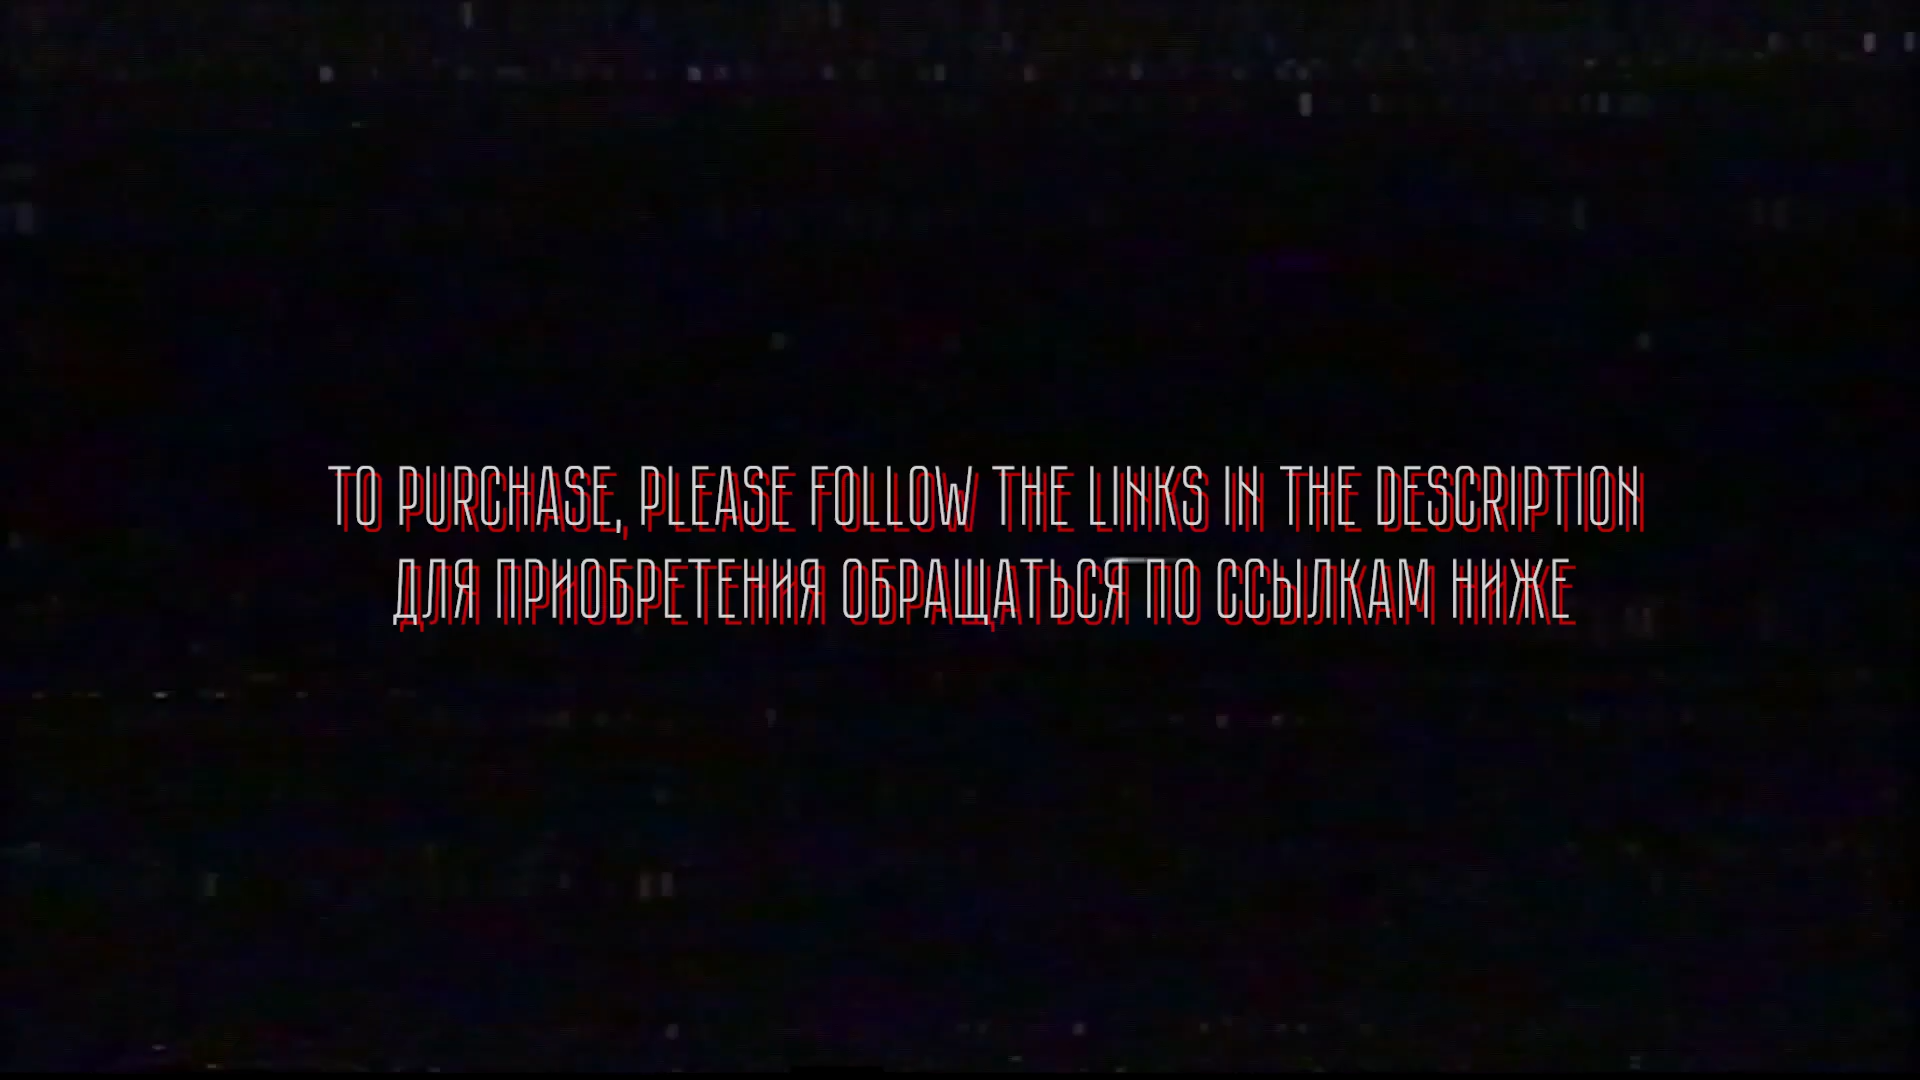 TO PURCHASE, PLEASE FOLLOW THE LINKS IN THE DESCRIPTION
ДЛЯ ПРИОБРЕТЕНИЯ ОБРАЩАТЬСЯ ПО ССЫЛКАМ НИЖЕ